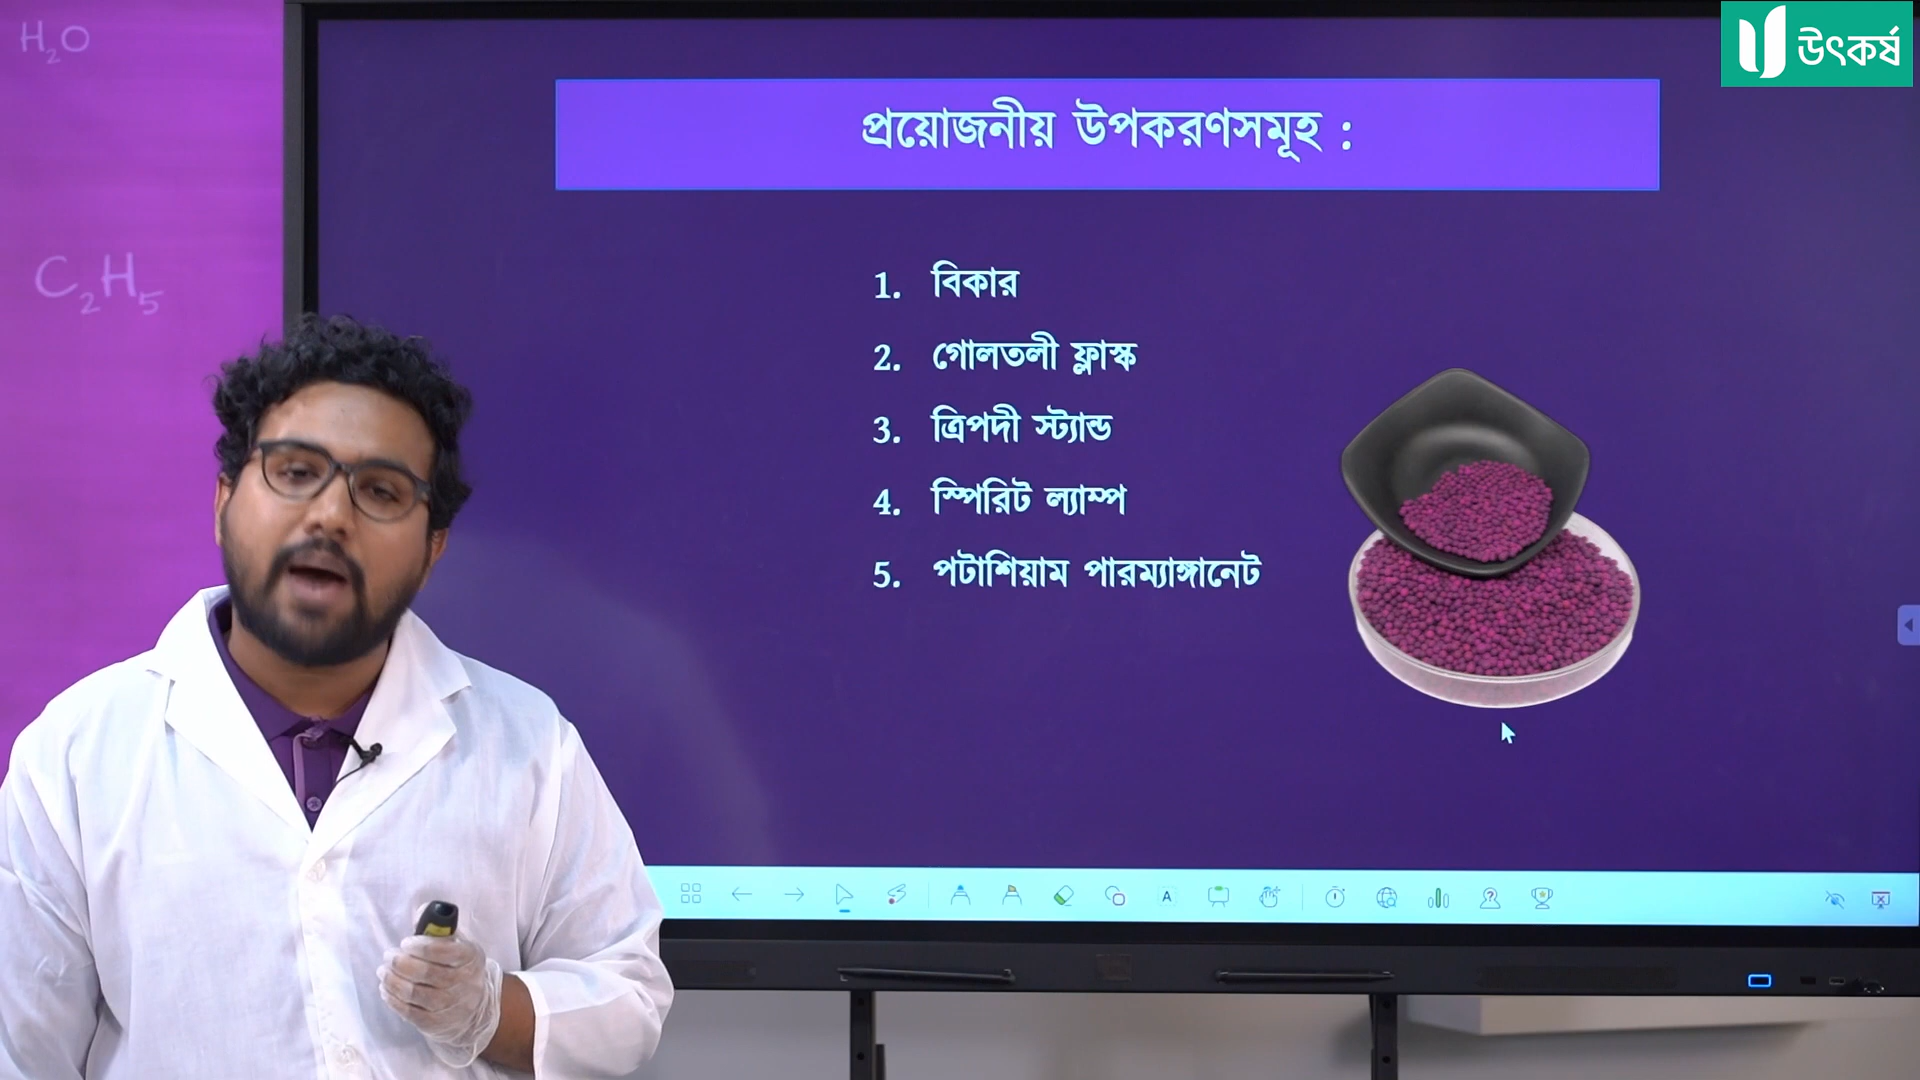 H₂O
C₂H₅
উৎকর্ষ
প্রয়োজনীয় উপকরণসমূহ :
1. বিকার
2. গোলতলী ফ্লাস্ক
3. ত্রিপদী স্ট্যান্ড
4. স্পিরিট ল্যাম্প
5. পটাশিয়াম পারম্যাঙ্গানেট
A